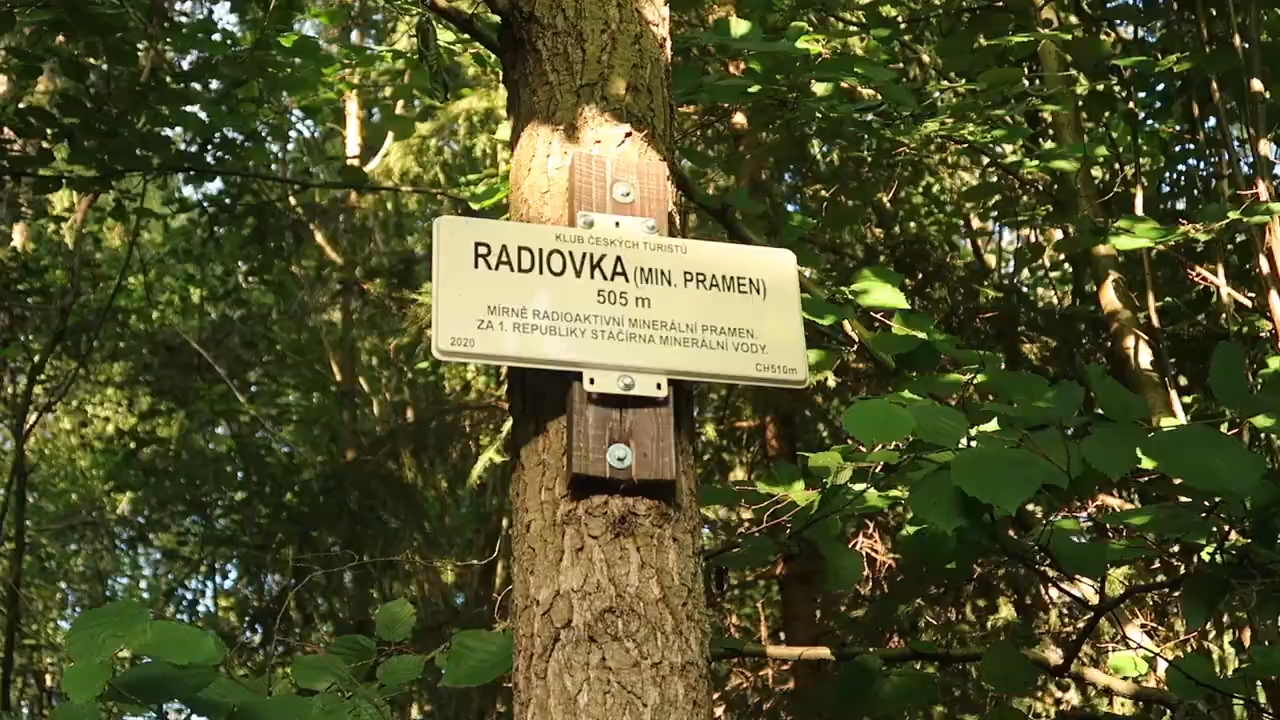 KLUB ČESKÝCH TURISTŮ
RADIOVKA (MIN. PRAMEN)
505 m
MÍRNĚ RADIOAKTIVNÍ MINERÁLNÍ PRAMEN.
ZA 1. REPUBLIKY STÁČÍRNA MINERÁLNÍ VODY.
2020
CH510m